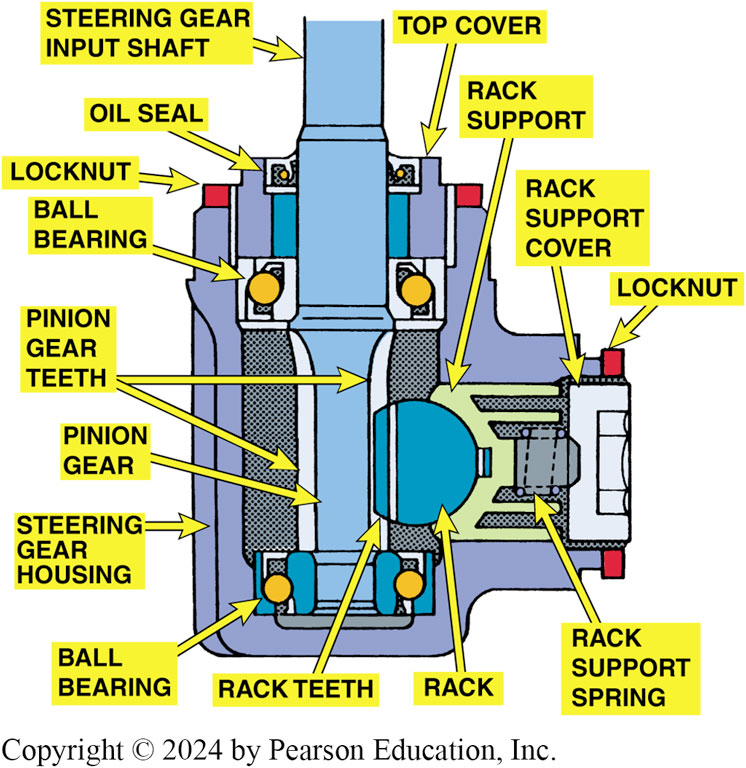 STEERING GEAR
INPUT SHAFT
TOP COVER
RACK
SUPPORT
OIL SEAL
LOCKNUT
RACK
SUPPORT
COVER
BALL
BEARING
LOCKNUT
PINION
GEAR
TEETH
PINION
GEAR
STEERING
GEAR
HOUSING
BALL
BEARING
RACK TEETH
RACK
RACK
SUPPORT
SPRING
Copyright © 2024 by Pearson Education, Inc.